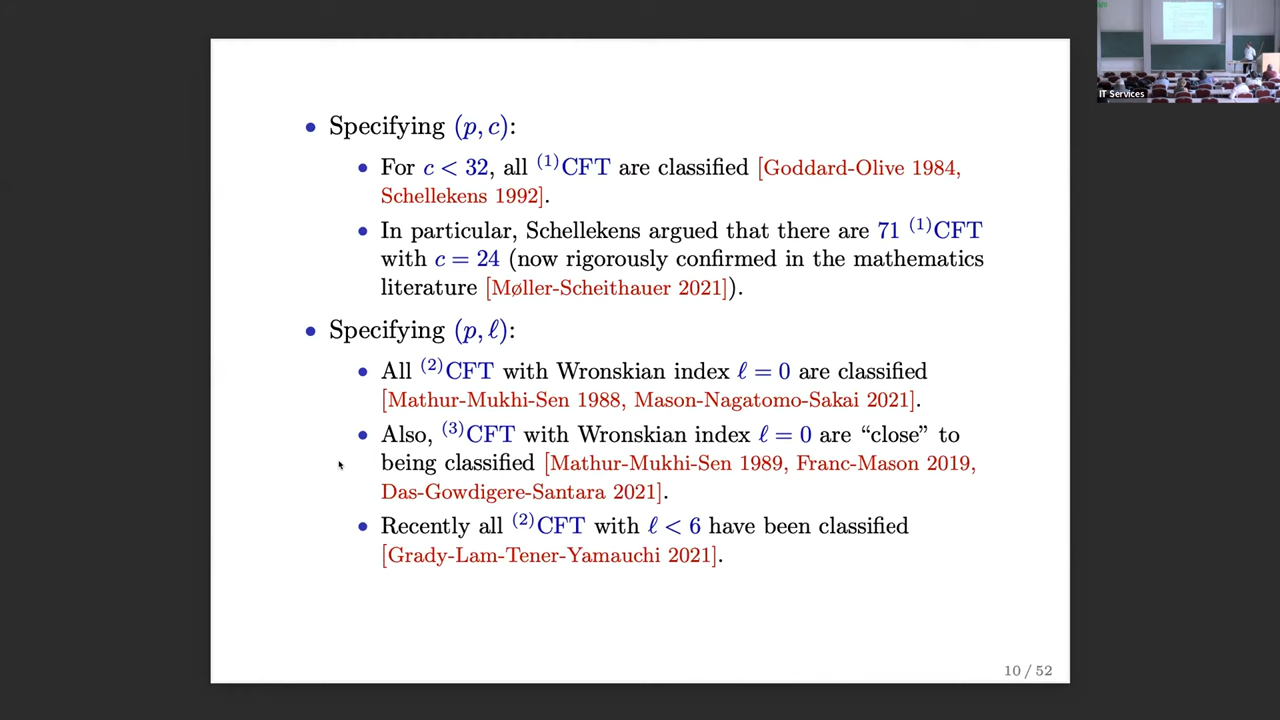 • Specifying (p, c):
• For c < 32, all ⁽¹⁾CFT are classified [Goddard-Olive 1984,
Schellekens 1992].
• In particular, Schellekens argued that there are 71 ⁽¹⁾CFT
with c = 24 (now rigorously confirmed in the mathematics
literature [Møller-Scheithauer 2021]).
• Specifying (p, ℓ):
• All ⁽²⁾CFT with Wronskian index ℓ = 0 are classified
[Mathur-Mukhi-Sen 1988, Mason-Nagatomo-Sakai 2021].
• Also, ⁽³⁾CFT with Wronskian index ℓ = 0 are “close” to
being classified [Mathur-Mukhi-Sen 1989, Franc-Mason 2019,
Das-Gowdigere-Santara 2021].
• Recently all ⁽²⁾CFT with ℓ < 6 have been classified
[Grady-Lam-Tener-Yamauchi 2021].
10 / 52
IT Services